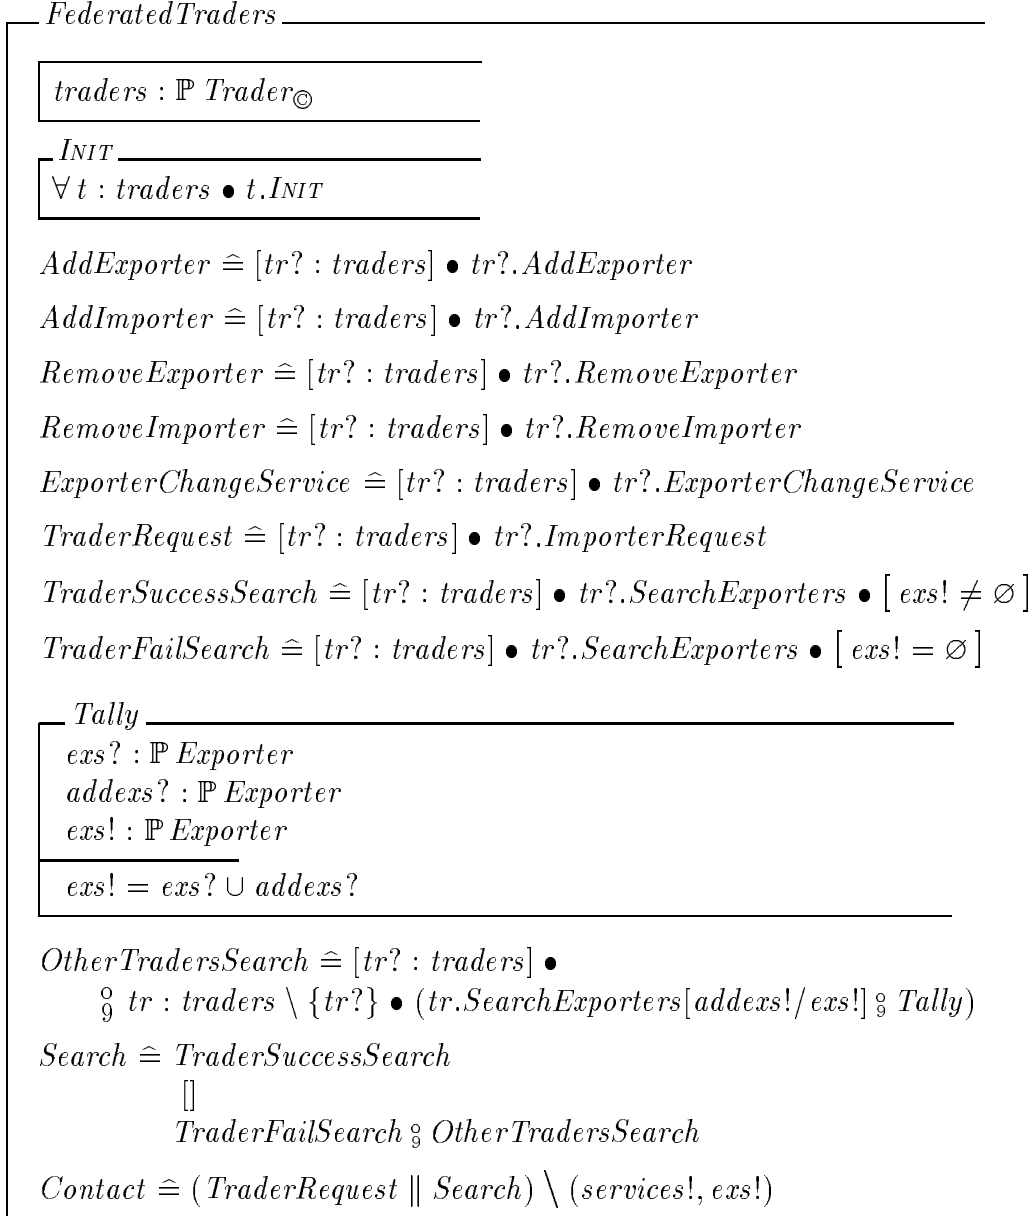 FederatedTraders
traders : ℙ Trader©
INIT
∀ t : traders • t.INIT
AddExporter ≙ [tr? : traders] • tr?.AddExporter
AddImporter ≙ [tr? : traders] • tr?.AddImporter
RemoveExporter ≙ [tr? : traders] • tr?.RemoveExporter
RemoveImporter ≙ [tr? : traders] • tr?.RemoveImporter
ExporterChangeService ≙ [tr? : traders] • tr?.ExporterChangeService
TraderRequest ≙ [tr? : traders] • tr?.ImporterRequest
TraderSuccessSearch ≙ [tr? : traders] • tr?.SearchExporters • [ exs! ≠ ∅ ]
TraderFailSearch ≙ [tr? : traders] • tr?.SearchExporters • [ exs! = ∅ ]
Tally
exs? : ℙ Exporter
addexs? : ℙ Exporter
exs! : ℙ Exporter
exs! = exs? ∪ addexs?
OtherTradersSearch ≙ [tr? : traders] •
⨾ tr : traders \ {tr?} • (tr.SearchExporters[addexs!/exs!] ⨾ Tally)
Search ≙ TraderSuccessSearch
[]
TraderFailSearch ⨾ OtherTradersSearch
Contact ≙ (TraderRequest ∥ Search) \ (services!, exs!)